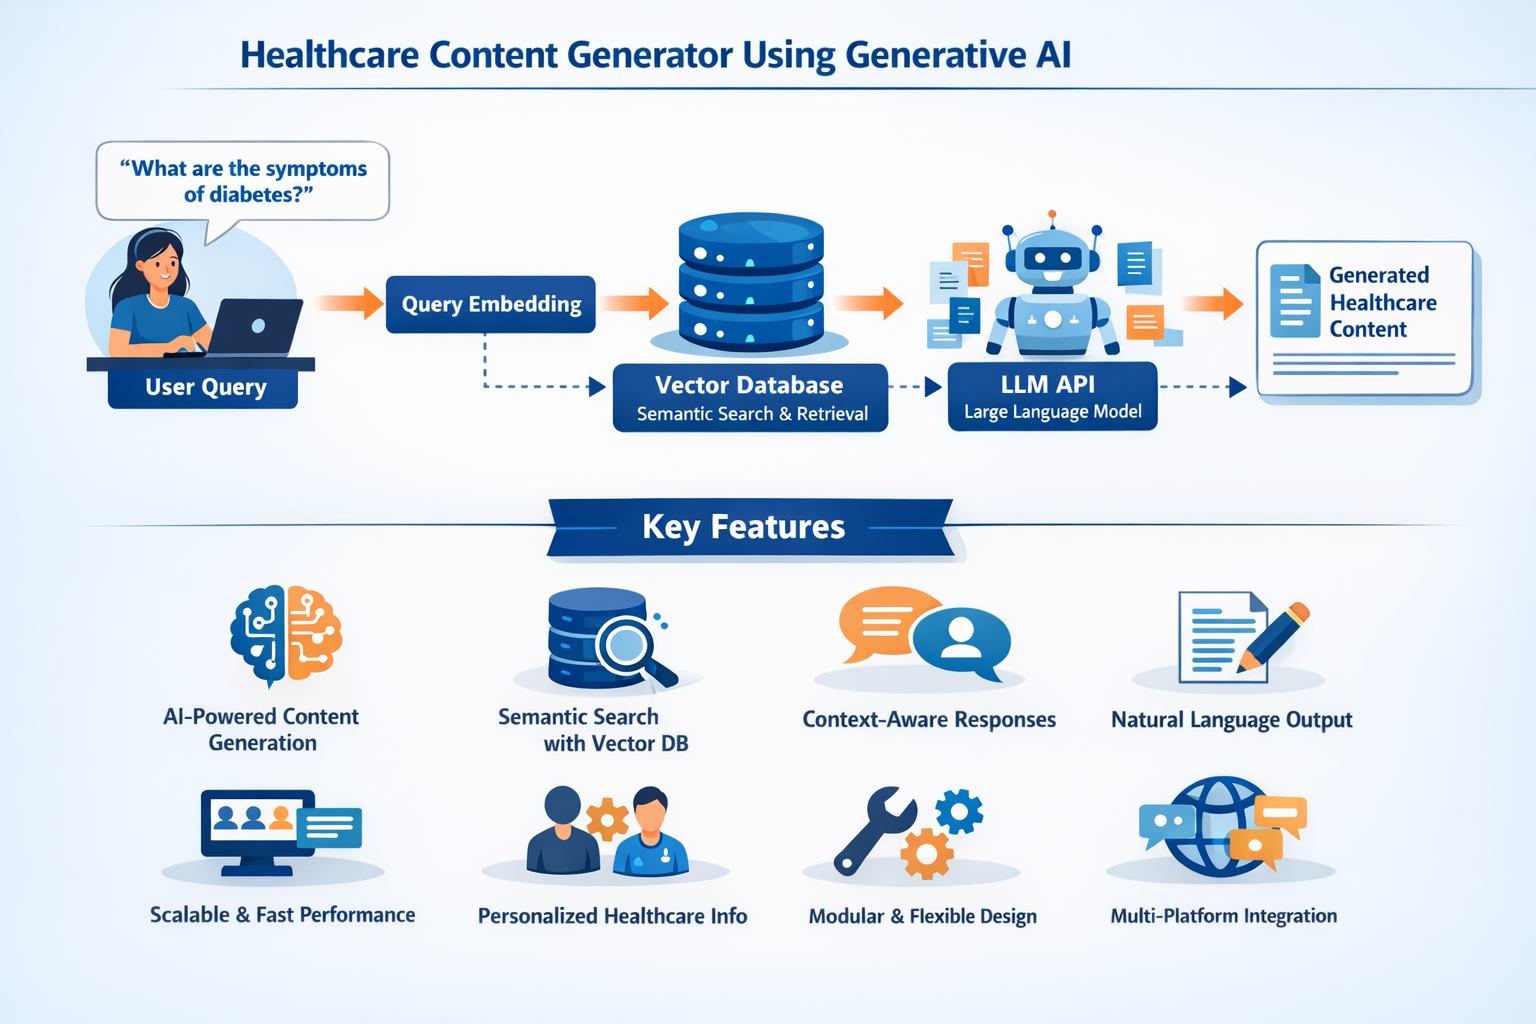 Healthcare Content Generator Using Generative AI
“What are the symptoms
of diabetes?”
User Query
Query Embedding
Vector Database
Semantic Search & Retrieval
LLM API
Large Language Model
Generated
Healthcare
Content
Key Features
AI-Powered Content
Generation
Semantic Search
with Vector DB
Context-Aware Responses
Natural Language Output
Scalable & Fast Performance
Personalized Healthcare Info
Modular & Flexible Design
Multi-Platform Integration